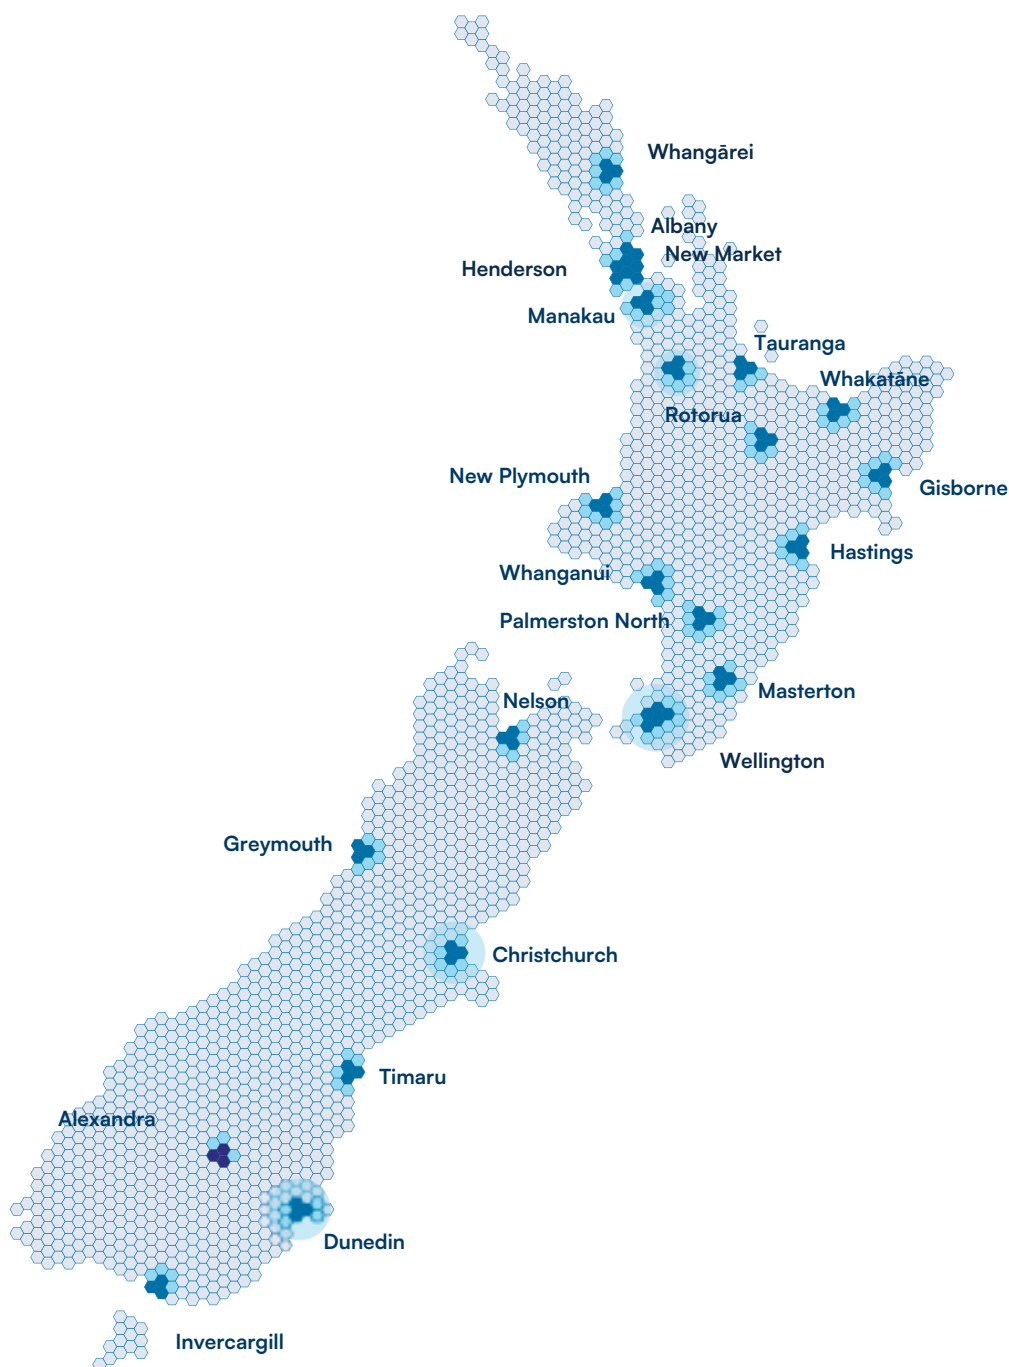 Whangārei
Albany
New Market
Henderson
Manakau
Tauranga
Whakatāne
Rotorua
New Plymouth
Gisborne
Hastings
Whanganui
Palmerston North
Masterton
Nelson
Wellington
Greymouth
Christchurch
Timaru
Alexandra
Dunedin
Invercargill